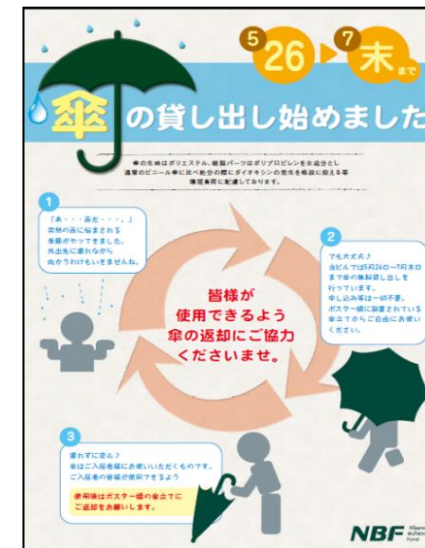 5 26 ▶ 7 末 まで
傘の貸し出し始めました
傘の生地はポリエステル、樹脂パーツはポリプロピレンを主成分とし
通常のビニール傘に比べ処分の際にダイオキシンの発生を格段に抑える等
環境負荷に配慮しております。
1
「あ・・・雨だ・・・。」
突然の雨に悩まされる
季節がやってきました。
外出先に濡れながら
向かうわけもいきませんね。
2
でも大丈夫♪
当ビルでは5月26日〜7月末日
まで傘の無料貸し出しを
行っています。
申し込み等は一切不要。
ポスター横に設置されている
傘立てからご自由にお使い
ください。
皆様が
使用できるよう
傘の返却にご協力
くださいませ。
3
濡れずに安心♪
傘はご入居者様にお使いいただくものです。
ご入居者の皆様が使用できるよう
使用後はポスター横の傘立てに
ご返却をお願いします。
NBF Nippon
Building
Fund